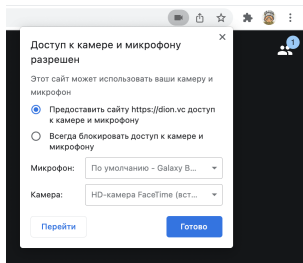 Доступ к камере и микрофону
разрешен
1
Этот сайт может использовать ваши камеру и
микрофон
Предоставить сайту https://dion.vc доступ
к камере и микрофону
Всегда блокировать доступ к камере и
микрофону
Микрофон: По умолчанию - Galaxy B...
Камера: HD-камера FaceTime (вст...
Перейти Готово